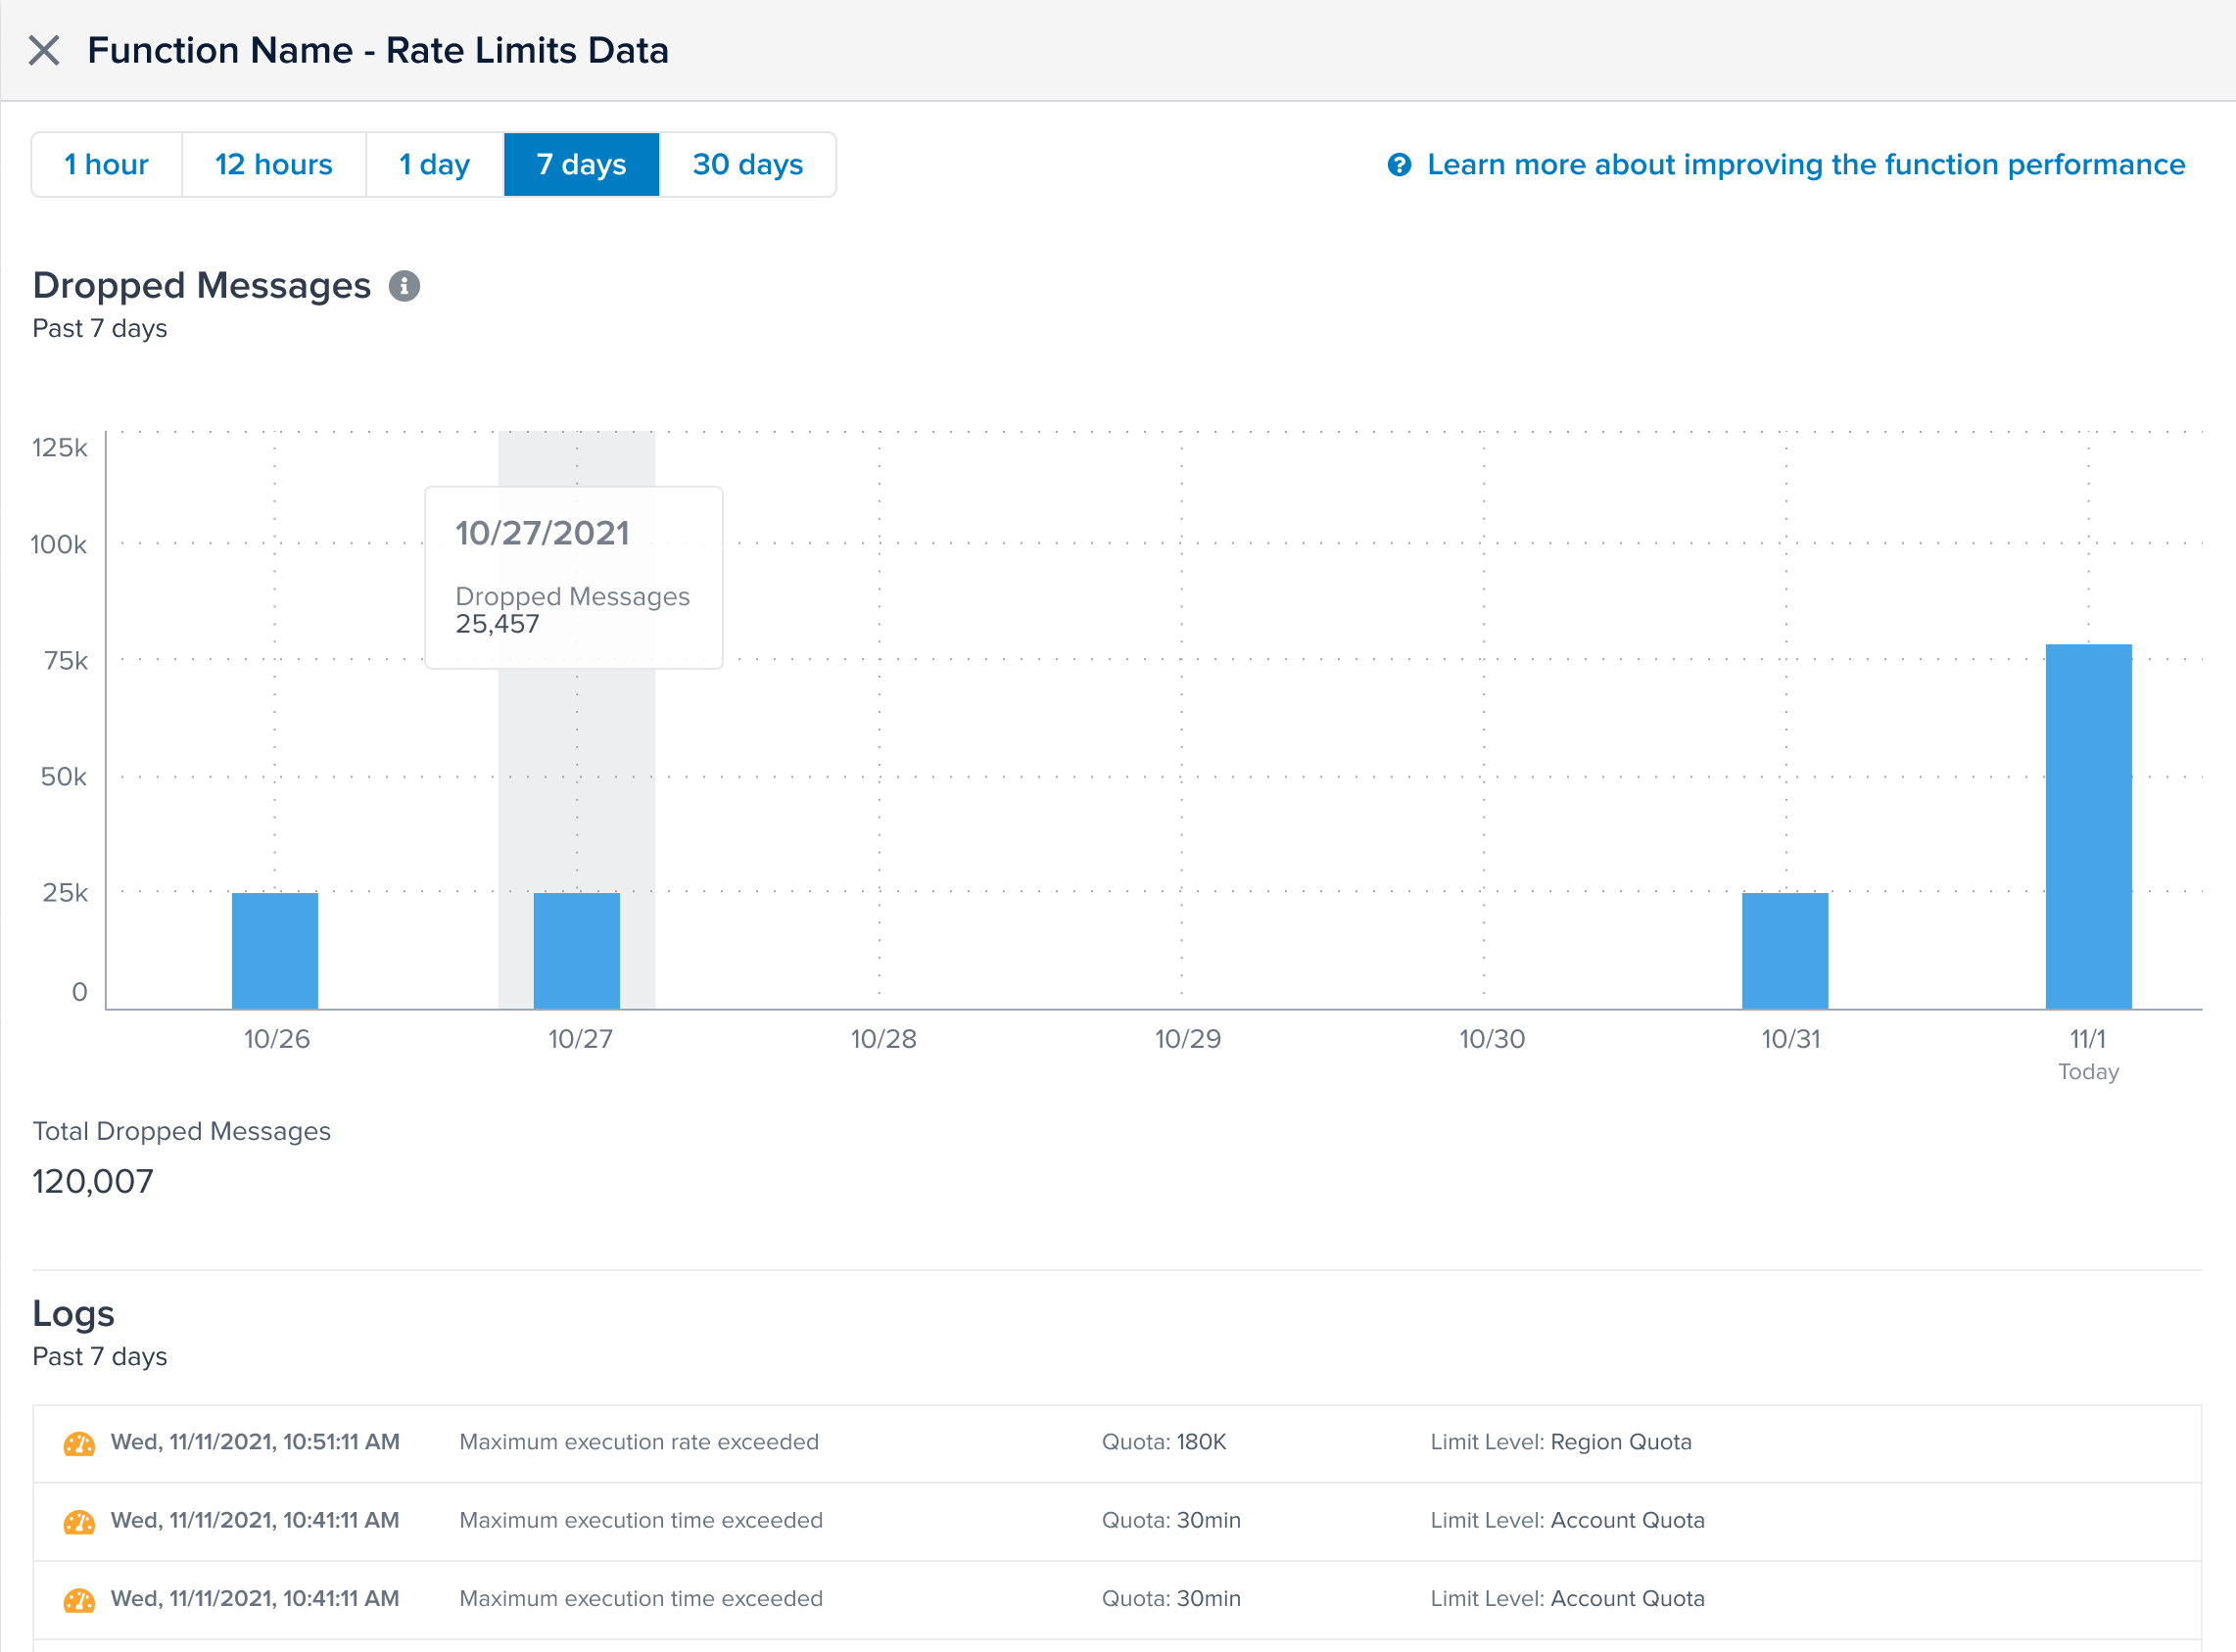 Function Name - Rate Limits Data
1 hour
12 hours
1 day
7 days
30 days
Learn more about improving the function performance
Dropped Messages
Past 7 days
125k
100k
75k
50k
25k
0
10/27/2021
Dropped Messages
25,457
10/26
10/27
10/28
10/29
10/30
10/31
11/1
Today
Total Dropped Messages
120,007
Logs
Past 7 days
Wed, 11/11/2021, 10:51:11 AM Maximum execution rate exceeded Quota: 180K Limit Level: Region Quota
Wed, 11/11/2021, 10:41:11 AM Maximum execution time exceeded Quota: 30min Limit Level: Account Quota
Wed, 11/11/2021, 10:41:11 AM Maximum execution time exceeded Quota: 30min Limit Level: Account Quota